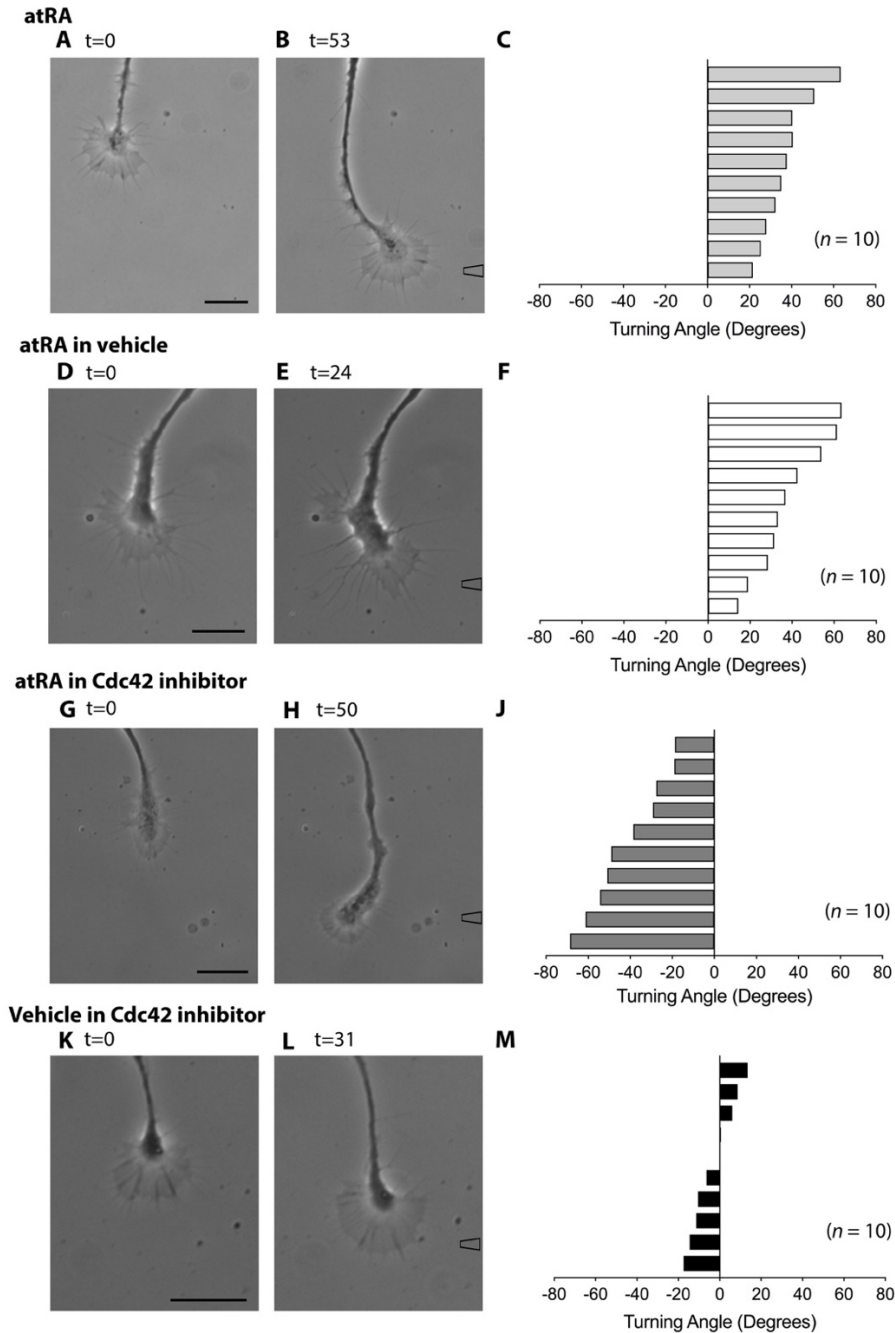 atRA
A t=0 B t=53 C
(n = 10)
-80 -60 -40 -20 0 20 40 60 80
Turning Angle (Degrees)
atRA in vehicle
D t=0 E t=24 F
(n = 10)
-80 -60 -40 -20 0 20 40 60 80
Turning Angle (Degrees)
atRA in Cdc42 inhibitor
G t=0 H t=50 J
(n = 10)
-80 -60 -40 -20 0 20 40 60 80
Turning Angle (Degrees)
Vehicle in Cdc42 inhibitor
K t=0 L t=31 M
(n = 10)
-80 -60 -40 -20 0 20 40 60 80
Turning Angle (Degrees)